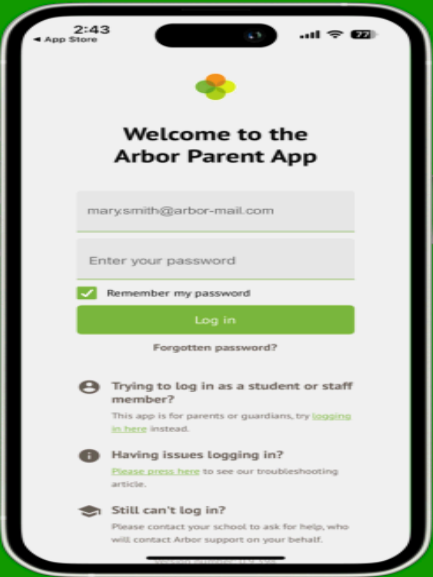 2:43
77
◀ App Store
Welcome to the
Arbor Parent App
mary.smith@arbor-mail.com
Enter your password
Remember my password
Log in
Forgotten password?
Trying to log in as a student or staff
member?
This app is for parents or guardians, try logging
in here instead.
Having issues logging in?
Please press here to see our troubleshooting
article.
Still can't log in?
Please contact your school to ask for help, who
will contact Arbor support on your behalf.